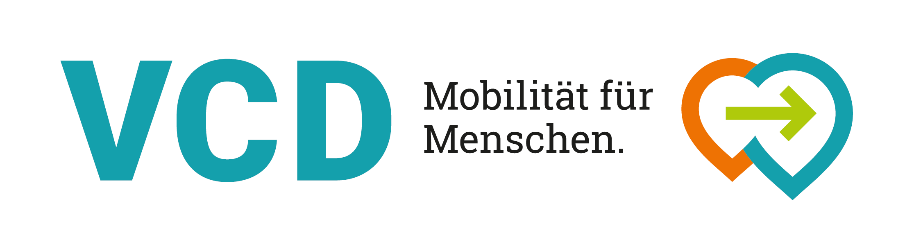 VCD
Mobilität für
Menschen.